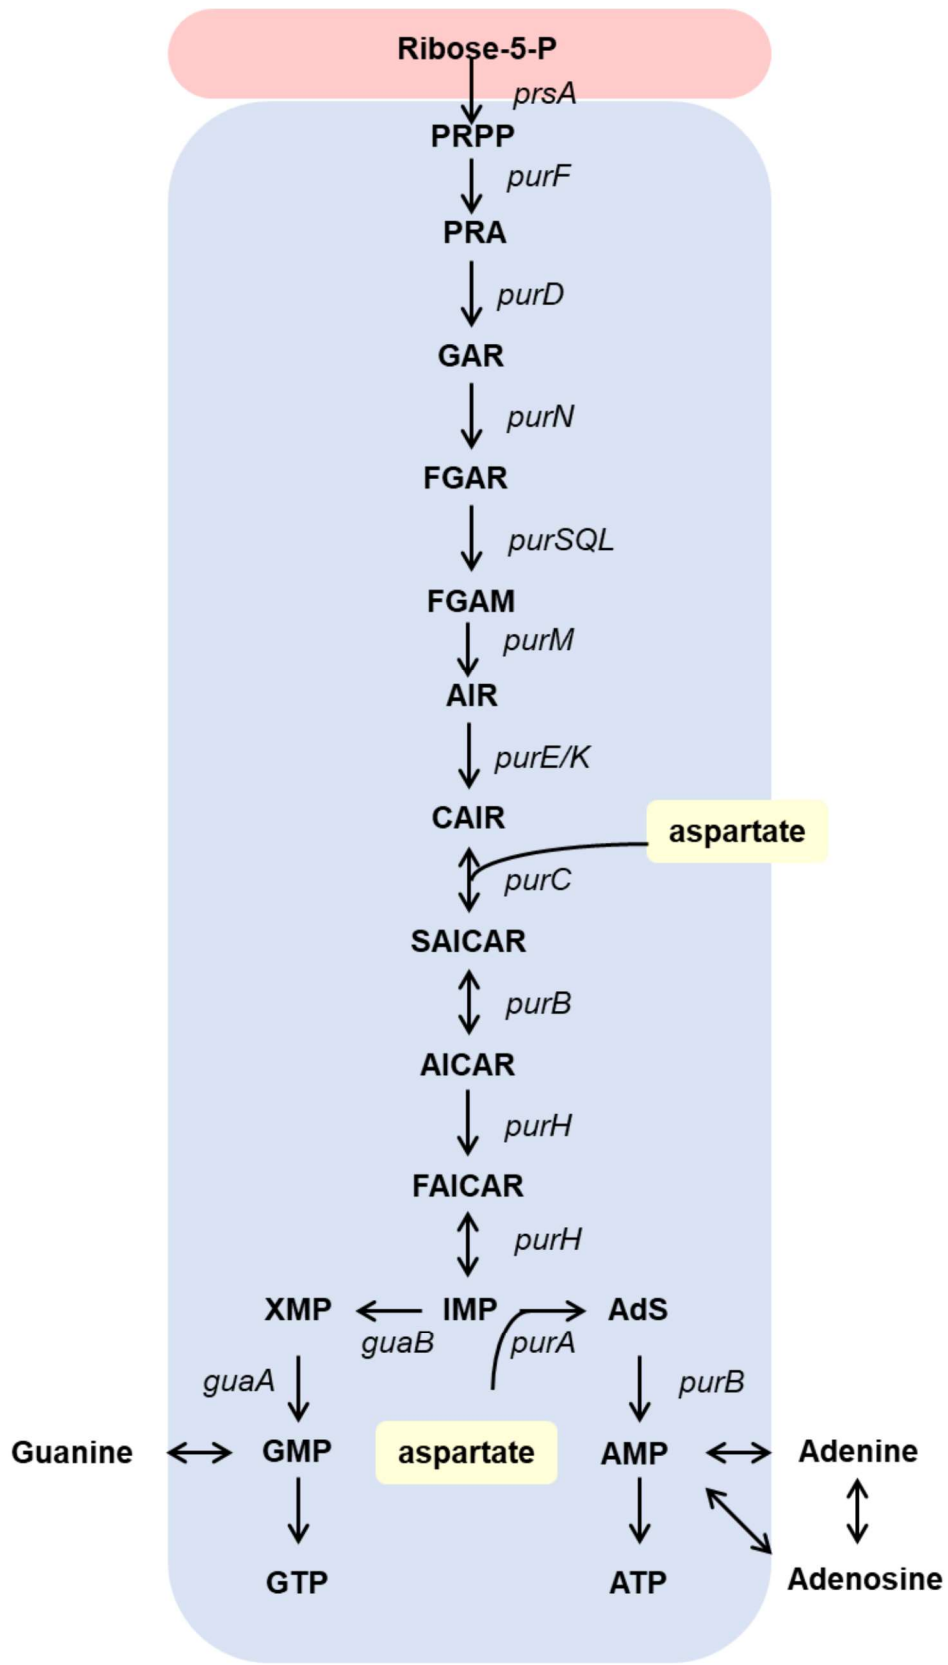 Ribose-5-P
prsA
PRPP
purF
PRA
purD
GAR
purN
FGAR
purSQL
FGAM
purM
AIR
purE/K
CAIR
aspartate
purC
SAICAR
purB
AICAR
purH
FAICAR
purH
XMP IMP AdS
guaB purA
guaA purB
Guanine GMP aspartate AMP Adenine
GTP ATP Adenosine